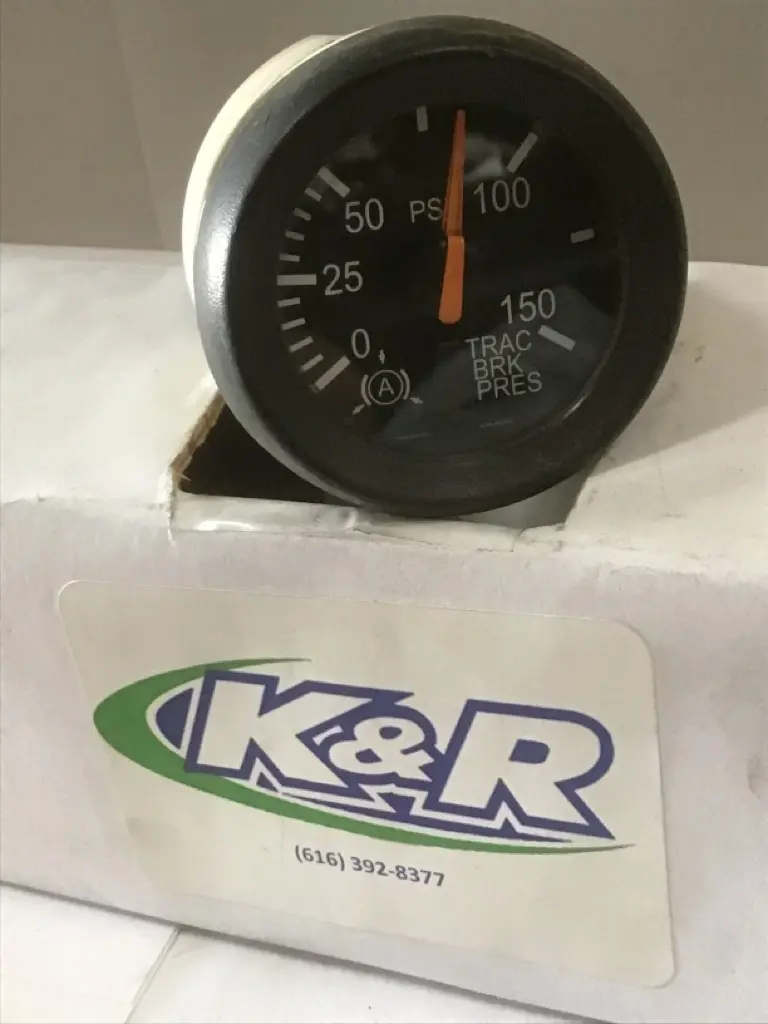 50 PSI 100
25
0 150
A TRAC
BRK
PRES
K&R
(616) 392-8377